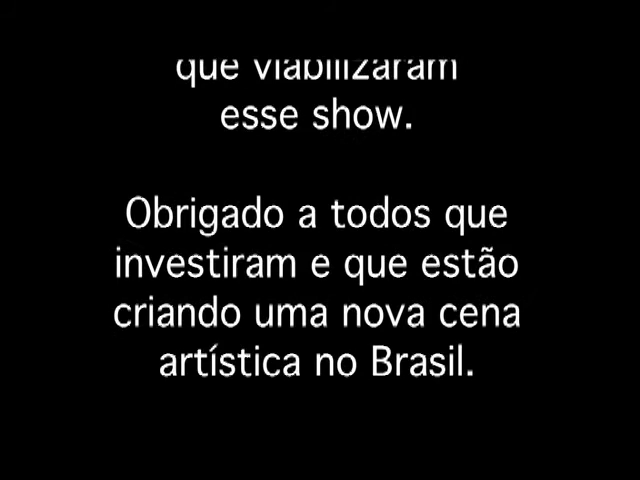 que viabilizaram
esse show.
Obrigado a todos que
investiram e que estão
criando uma nova cena
artística no Brasil.